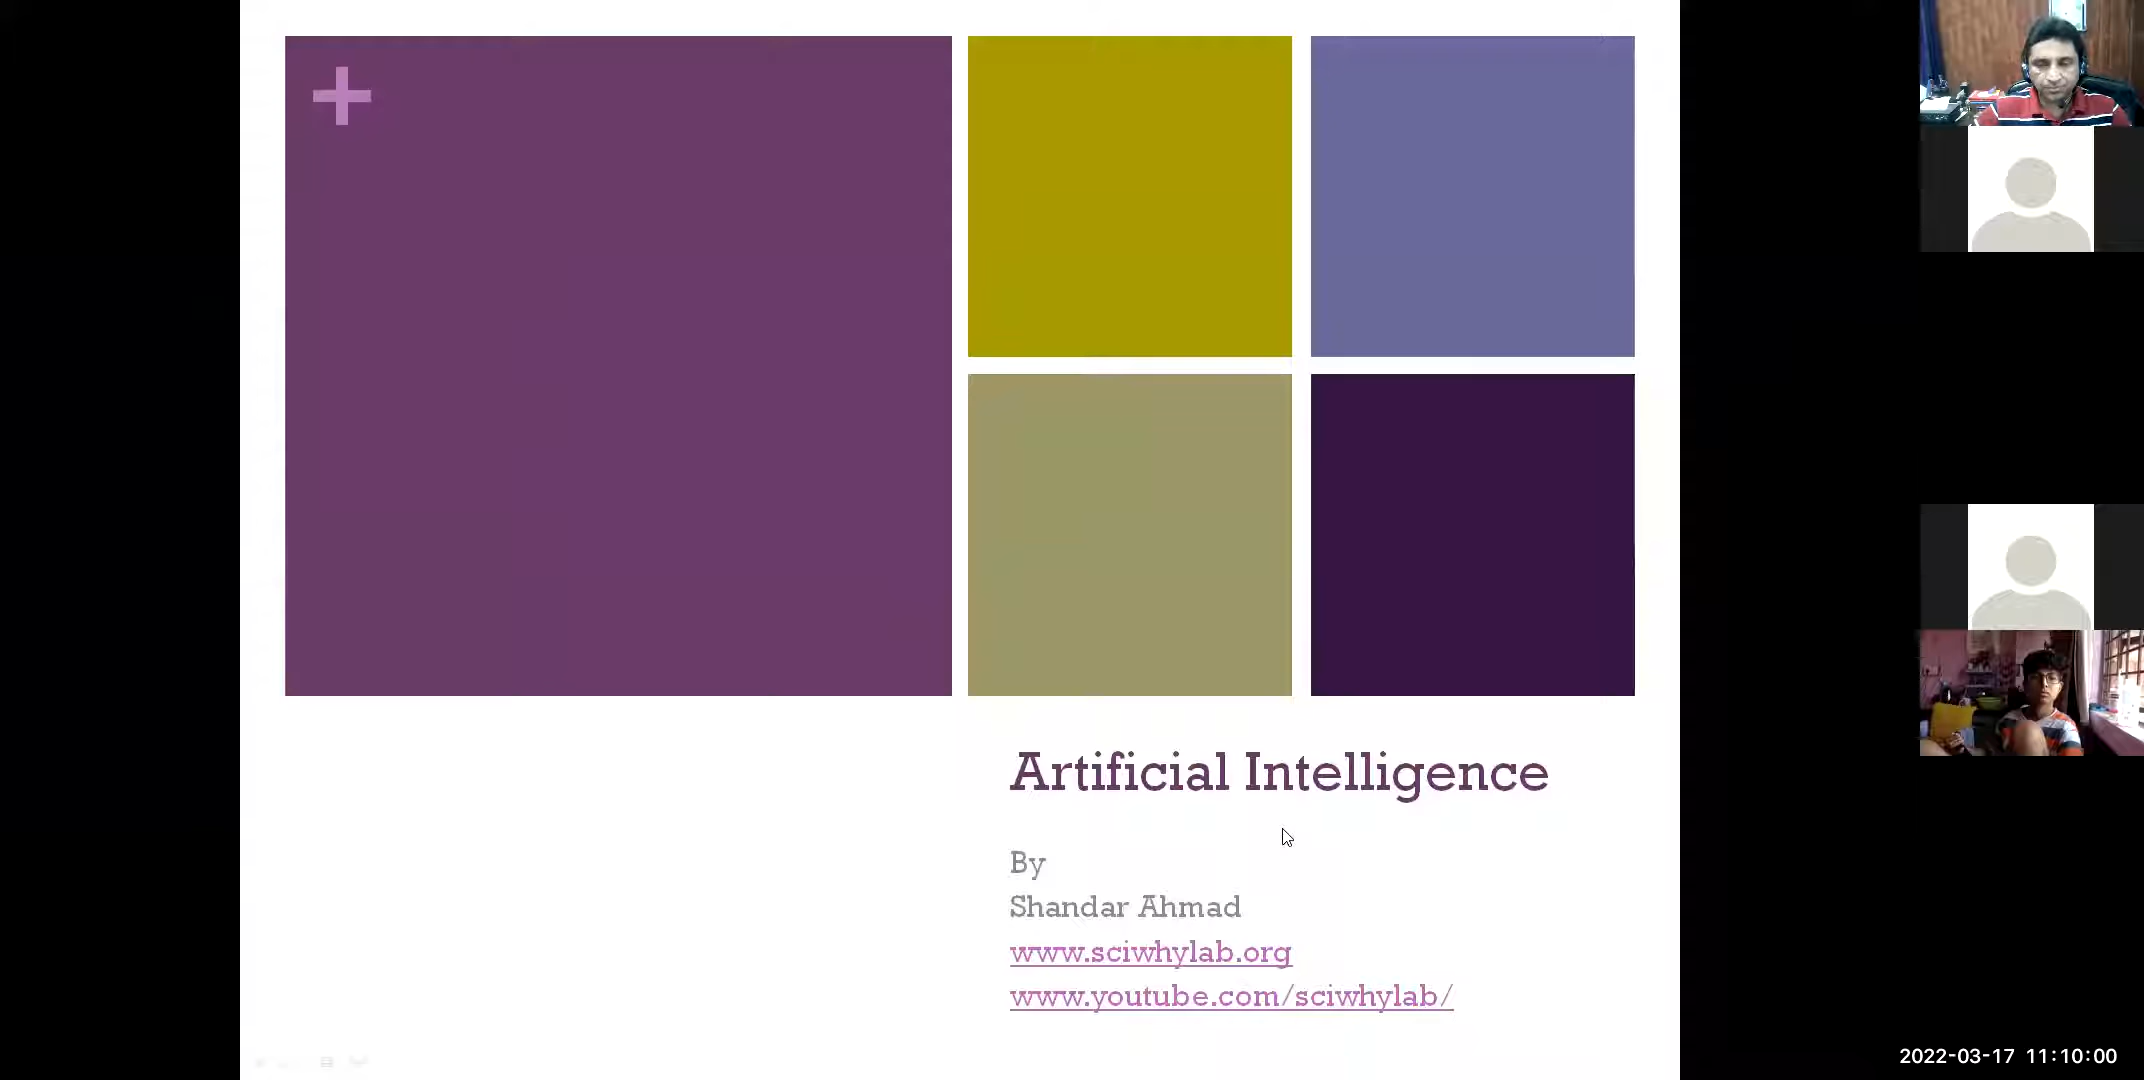 +
Artificial Intelligence
By
Shandar Ahmad
www.sciwhylab.org
www.youtube.com/sciwhylab/
2022-03-17 11:10:00